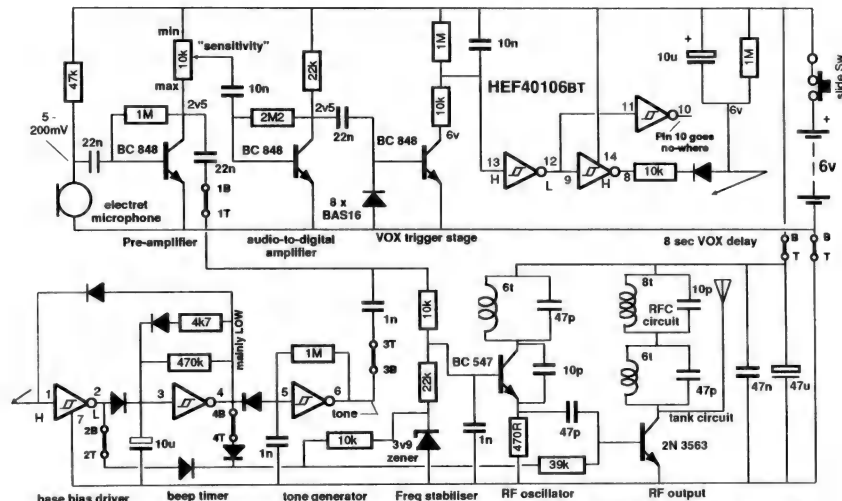 min
"sensitivity"
max
47k
10k
10n
22k
1M
10n
10u
+
1M
slide Sw
HEF40106BT
5 -
200mV
1M
2v5
2M2
2v5
10k
22n
BC 848
22n
BC 848
22n
BC 848
6v
11
10
6v
+
Pin 10 goes
no-where
13
H
12
L
9
14
H
8
10k
6v
electret
microphone
1B
1T
8 x
BAS16
Pre-amplifier
audio-to-digital
amplifier
VOX trigger stage
8 sec VOX delay
B
T
B
T
4k7
470k
mainly LOW
1M
1n
3T
3B
10k
6t
47p
8t
RFC
circuit
10p
6t
47p
47n
47u
BC 547
10p
22k
H
1
7
2
L
3
4
5
6
tone
2B
2T
4B
4T
10u
1n
10k
3v9
zener
1n
470R
47p
39k
tank circuit
2N 3563
base bias driver
beep timer
tone generator
Freq stabiliser
RF oscillator
RF output